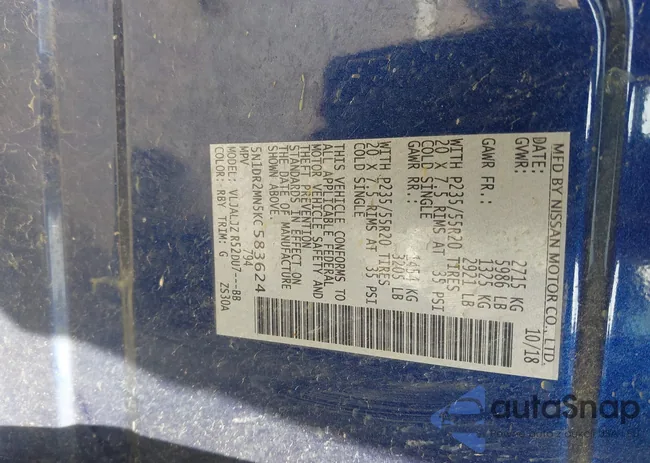 MFD BY NISSAN MOTOR CO., LTD.
DATE: 10/18
GVWR: 2715 KG
5986 LB
GAWR FR.: 1325 KG
2921 LB
WITH P235/55R20 TIRES
20 X 7.5 RIMS AT 35 PSI
COLD SINGLE
GAWR RR.: KG
LB
WITH P235/55R20 TIRES
20 X 7.5 RIMS AT 35 PSI
COLD SINGLE
THIS VEHICLE CONFORMS TO
ALL APPLICABLE FEDERAL
MOTOR VEHICLE SAFETY AND
THEFT PREVENTION
STANDARDS IN EFFECT ON
THE DATE OF MANUFACTURE
SHOWN ABOVE.
5N1DR2MN5KC583624
MPV 794
MODEL: R52DU7---BB
COLOR: RBY TRIM: G ZS30A
autoSnap